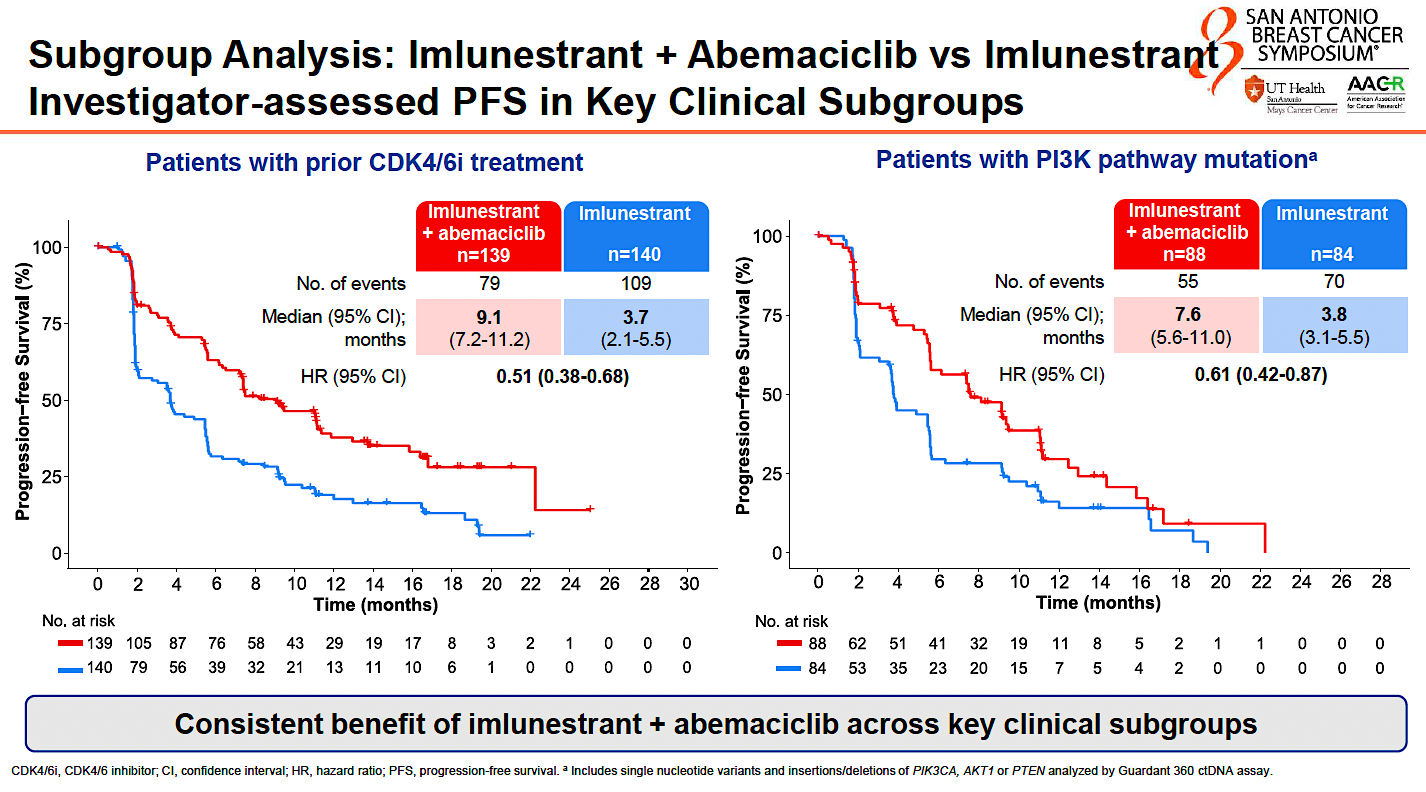 Subgroup Analysis: Imlunestrant + Abemaciclib vs Imlunestrant
Investigator-assessed PFS in Key Clinical Subgroups
SAN ANTONIO
BREAST CANCER
SYMPOSIUM®
UT Health
San Antonio
Mays Cancer Center
AACR
American Association
for Cancer Research®
Patients with prior CDK4/6i treatment
Imlunestrant
+ abemaciclib
n=139
Imlunestrant
n=140
No. of events 79 109
Median (95% CI); 9.1 3.7
months (7.2-11.2) (2.1-5.5)
HR (95% CI) 0.51 (0.38-0.68)
Progression–free Survival (%)
100
75
50
25
0
0 2 4 6 8 10 12 14 16 18 20 22 24 26 28 30
Time (months)
No. at risk
139 105 87 76 58 43 29 19 17 8 3 2 1 0 0 0
140 79 56 39 32 21 13 11 10 6 1 0 0 0 0 0
Patients with PI3K pathway mutationᵃ
Imlunestrant
+ abemaciclib
n=88
Imlunestrant
n=84
No. of events 55 70
Median (95% CI); 7.6 3.8
months (5.6-11.0) (3.1-5.5)
HR (95% CI) 0.61 (0.42-0.87)
Progression–free Survival (%)
100
75
50
25
0
0 2 4 6 8 10 12 14 16 18 20 22 24 26 28
Time (months)
No. at risk
88 62 51 41 32 19 11 8 5 2 1 1 0 0 0
84 53 35 23 20 15 7 5 4 2 0 0 0 0 0
Consistent benefit of imlunestrant + abemaciclib across key clinical subgroups
CDK4/6i, CDK4/6 inhibitor; CI, confidence interval; HR, hazard ratio; PFS, progression-free survival. ᵃ Includes single nucleotide variants and insertions/deletions of PIK3CA, AKT1 or PTEN analyzed by Guardant 360 ctDNA assay.